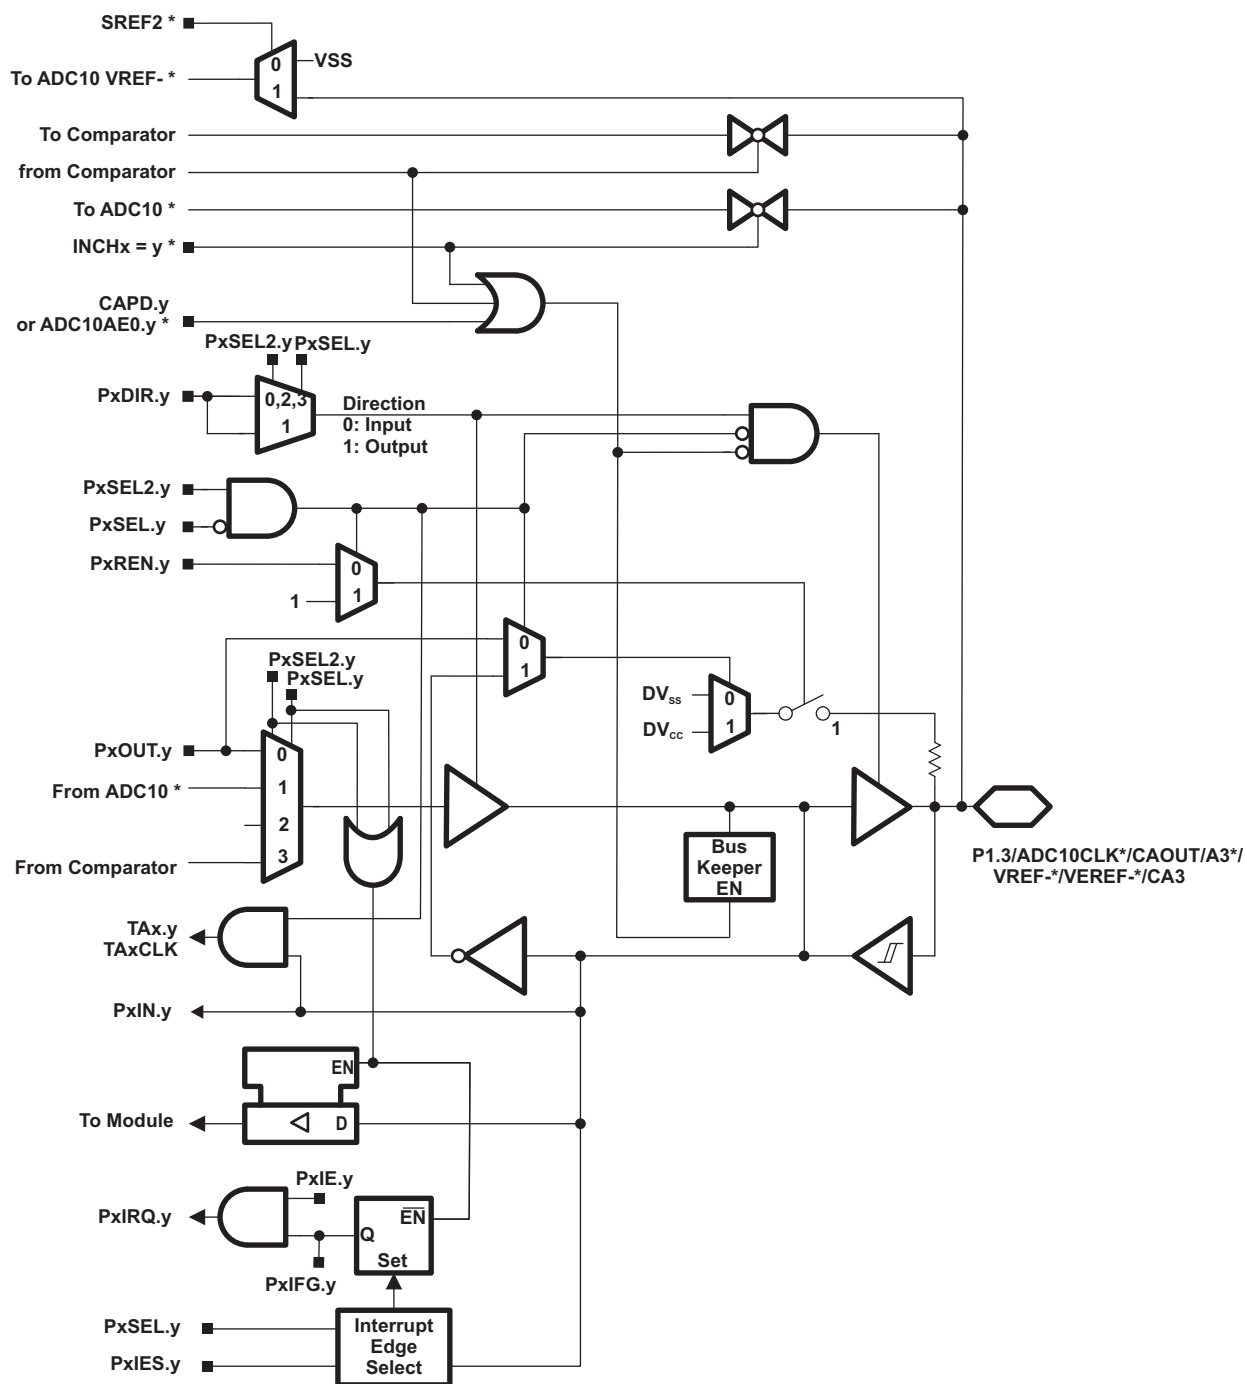 SREF2 *
VSS
0
To ADC10 VREF- *
1
To Comparator
from Comparator
To ADC10 *
INCHx = y *
CAPD.y
or ADC10AE0.y *
PxSEL2.y
PxSEL.y
PxDIR.y
0,2,3
1
Direction
0: Input
1: Output
PxSEL2.y
PxSEL.y
PxREN.y
0
1
1
0
1
PxSEL2.y
PxSEL.y
DVSS
0
DVCC
1
1
PxOUT.y
0
From ADC10 *
1
2
From Comparator
3
Bus
Keeper
EN
P1.3/ADC10CLK*/CAOUT/A3*/
VREF-*/VEREF-*/CA3
TAx.y
TAxCLK
PxIN.y
EN
To Module
D
PxIE.y
PxIRQ.y
EN
Q
Set
PxIFG.y
PxSEL.y
PxIES.y
Interrupt
Edge
Select